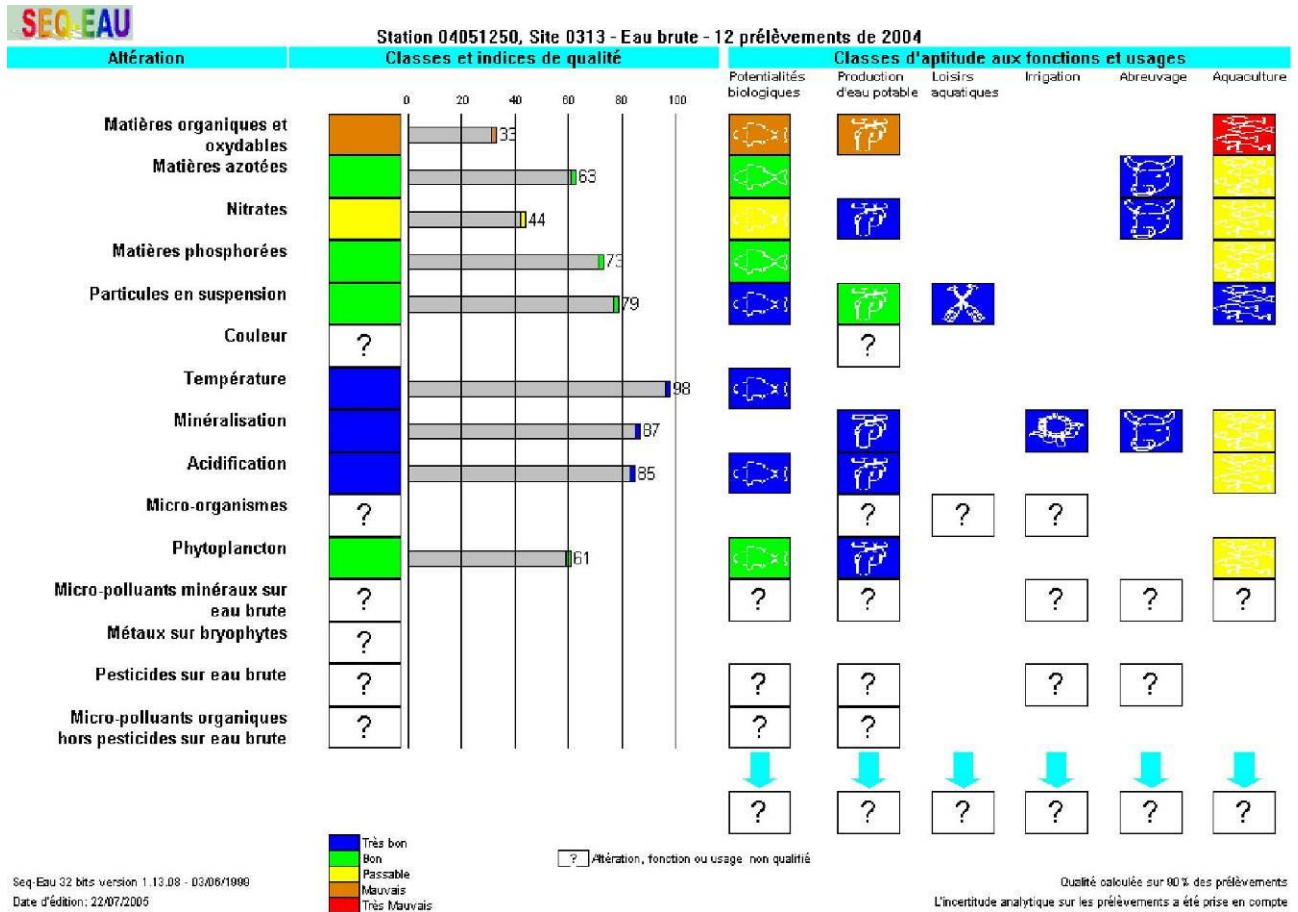 SEQ-EAU
Station 04051250, Site 0313 - Eau brute - 12 prélèvements de 2004
Altération
Classes et indices de qualité
Classes d'aptitude aux fonctions et usages
Potentialités biologiques
Production d'eau potable
Loisirs aquatiques
Irrigation
Abreuvage
Aquaculture
0 20 40 60 80 100
Matières organiques et
oxydables
33
Matières azotées
63
Nitrates
44
Matières phosphorées
73
Particules en suspension
79
Couleur
? ?
Température
98
Minéralisation
87
Acidification
85
Micro-organismes
? ? ? ?
Phytoplancton
61
Micro-polluants minéraux sur
eau brute
? ? ? ? ? ?
Métaux sur bryophytes
?
Pesticides sur eau brute
? ? ? ? ?
Micro-polluants organiques
hors pesticides sur eau brute
? ? ?
? ? ? ? ? ?
Très bon
Bon
Passable
Mauvais
Très Mauvais
? Altération, fonction ou usage non qualifié
Seq-Eau 32 bits version 1.13.08 - 03/06/1999
Date d'édition: 22/07/2005
Qualité calculée sur 90 % des prélèvements
L'incertitude analytique sur les prélèvements a été prise en compte